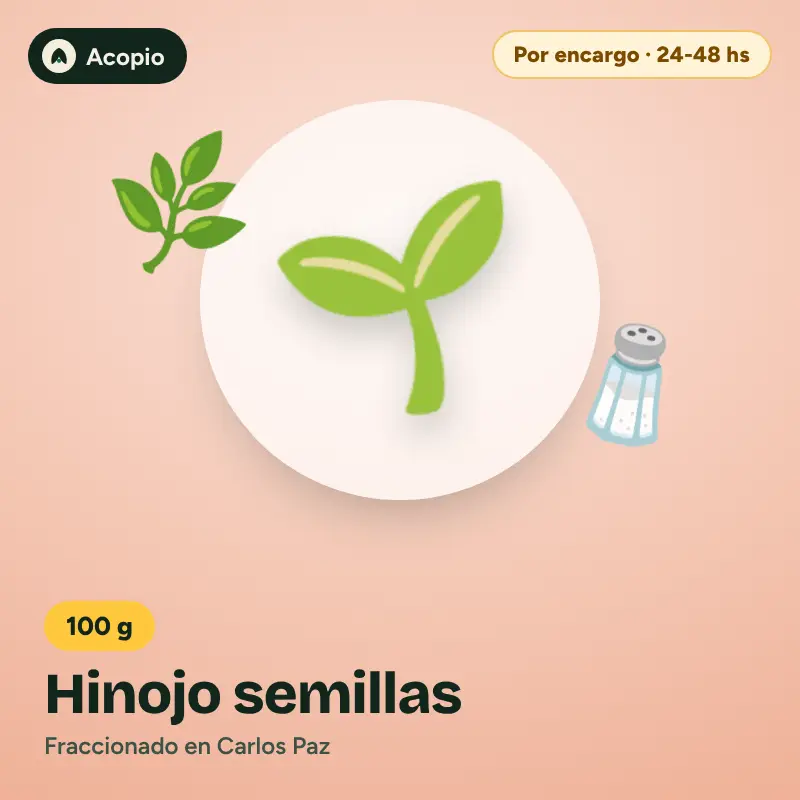 Acopio
Por encargo · 24-48 hs
100 g
Hinojo semillas
Fraccionado en Carlos Paz